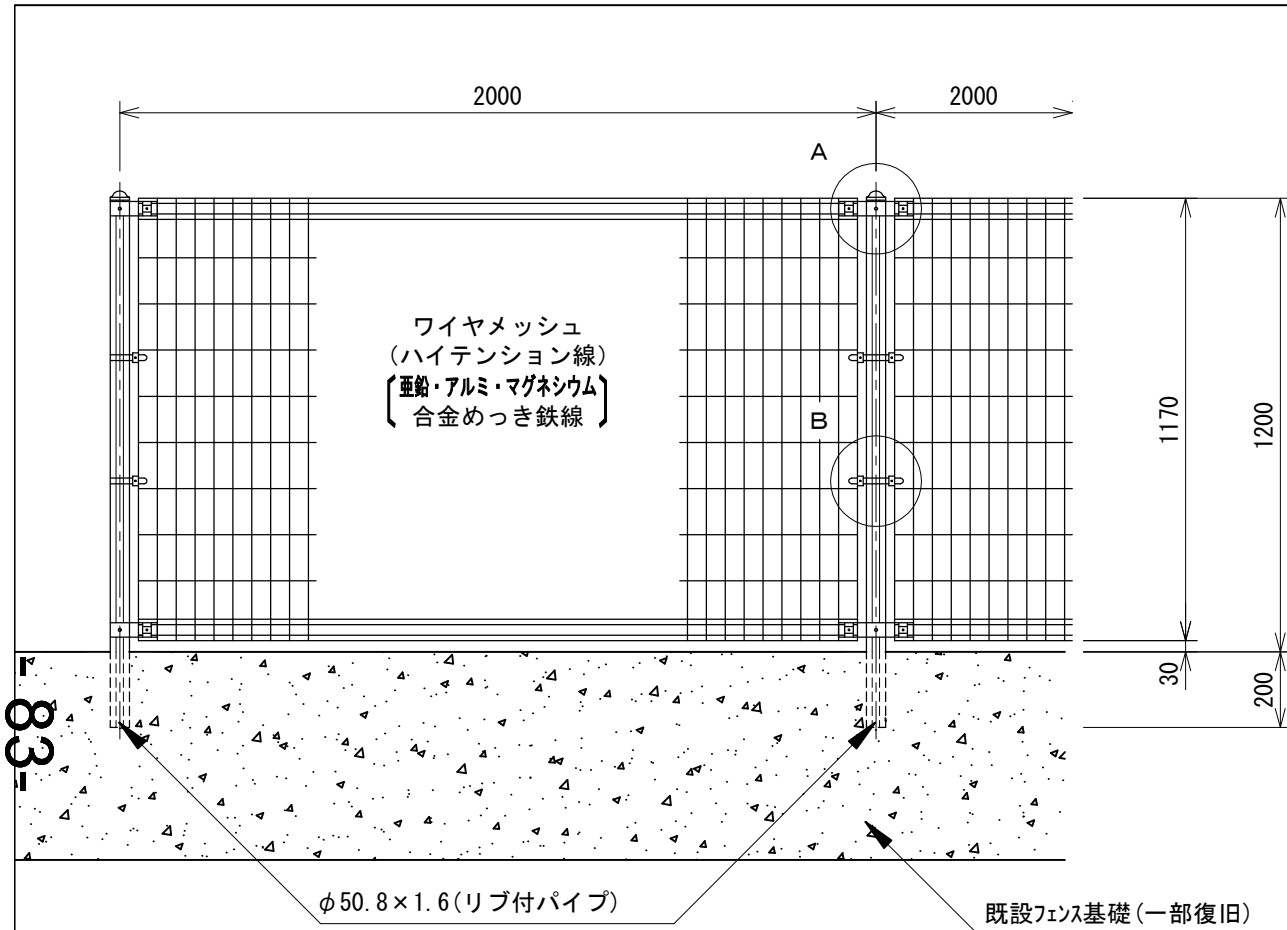 2000
2000
A
ワイヤメッシュ
(ハイテンション線)
亜鉛・アルミ・マグネシウム
合金めっき鉄線
B
1170
1200
30
200
- 83-
φ50.8×1.6(リブ付パイプ)
既設フェンス基礎(一部復旧)